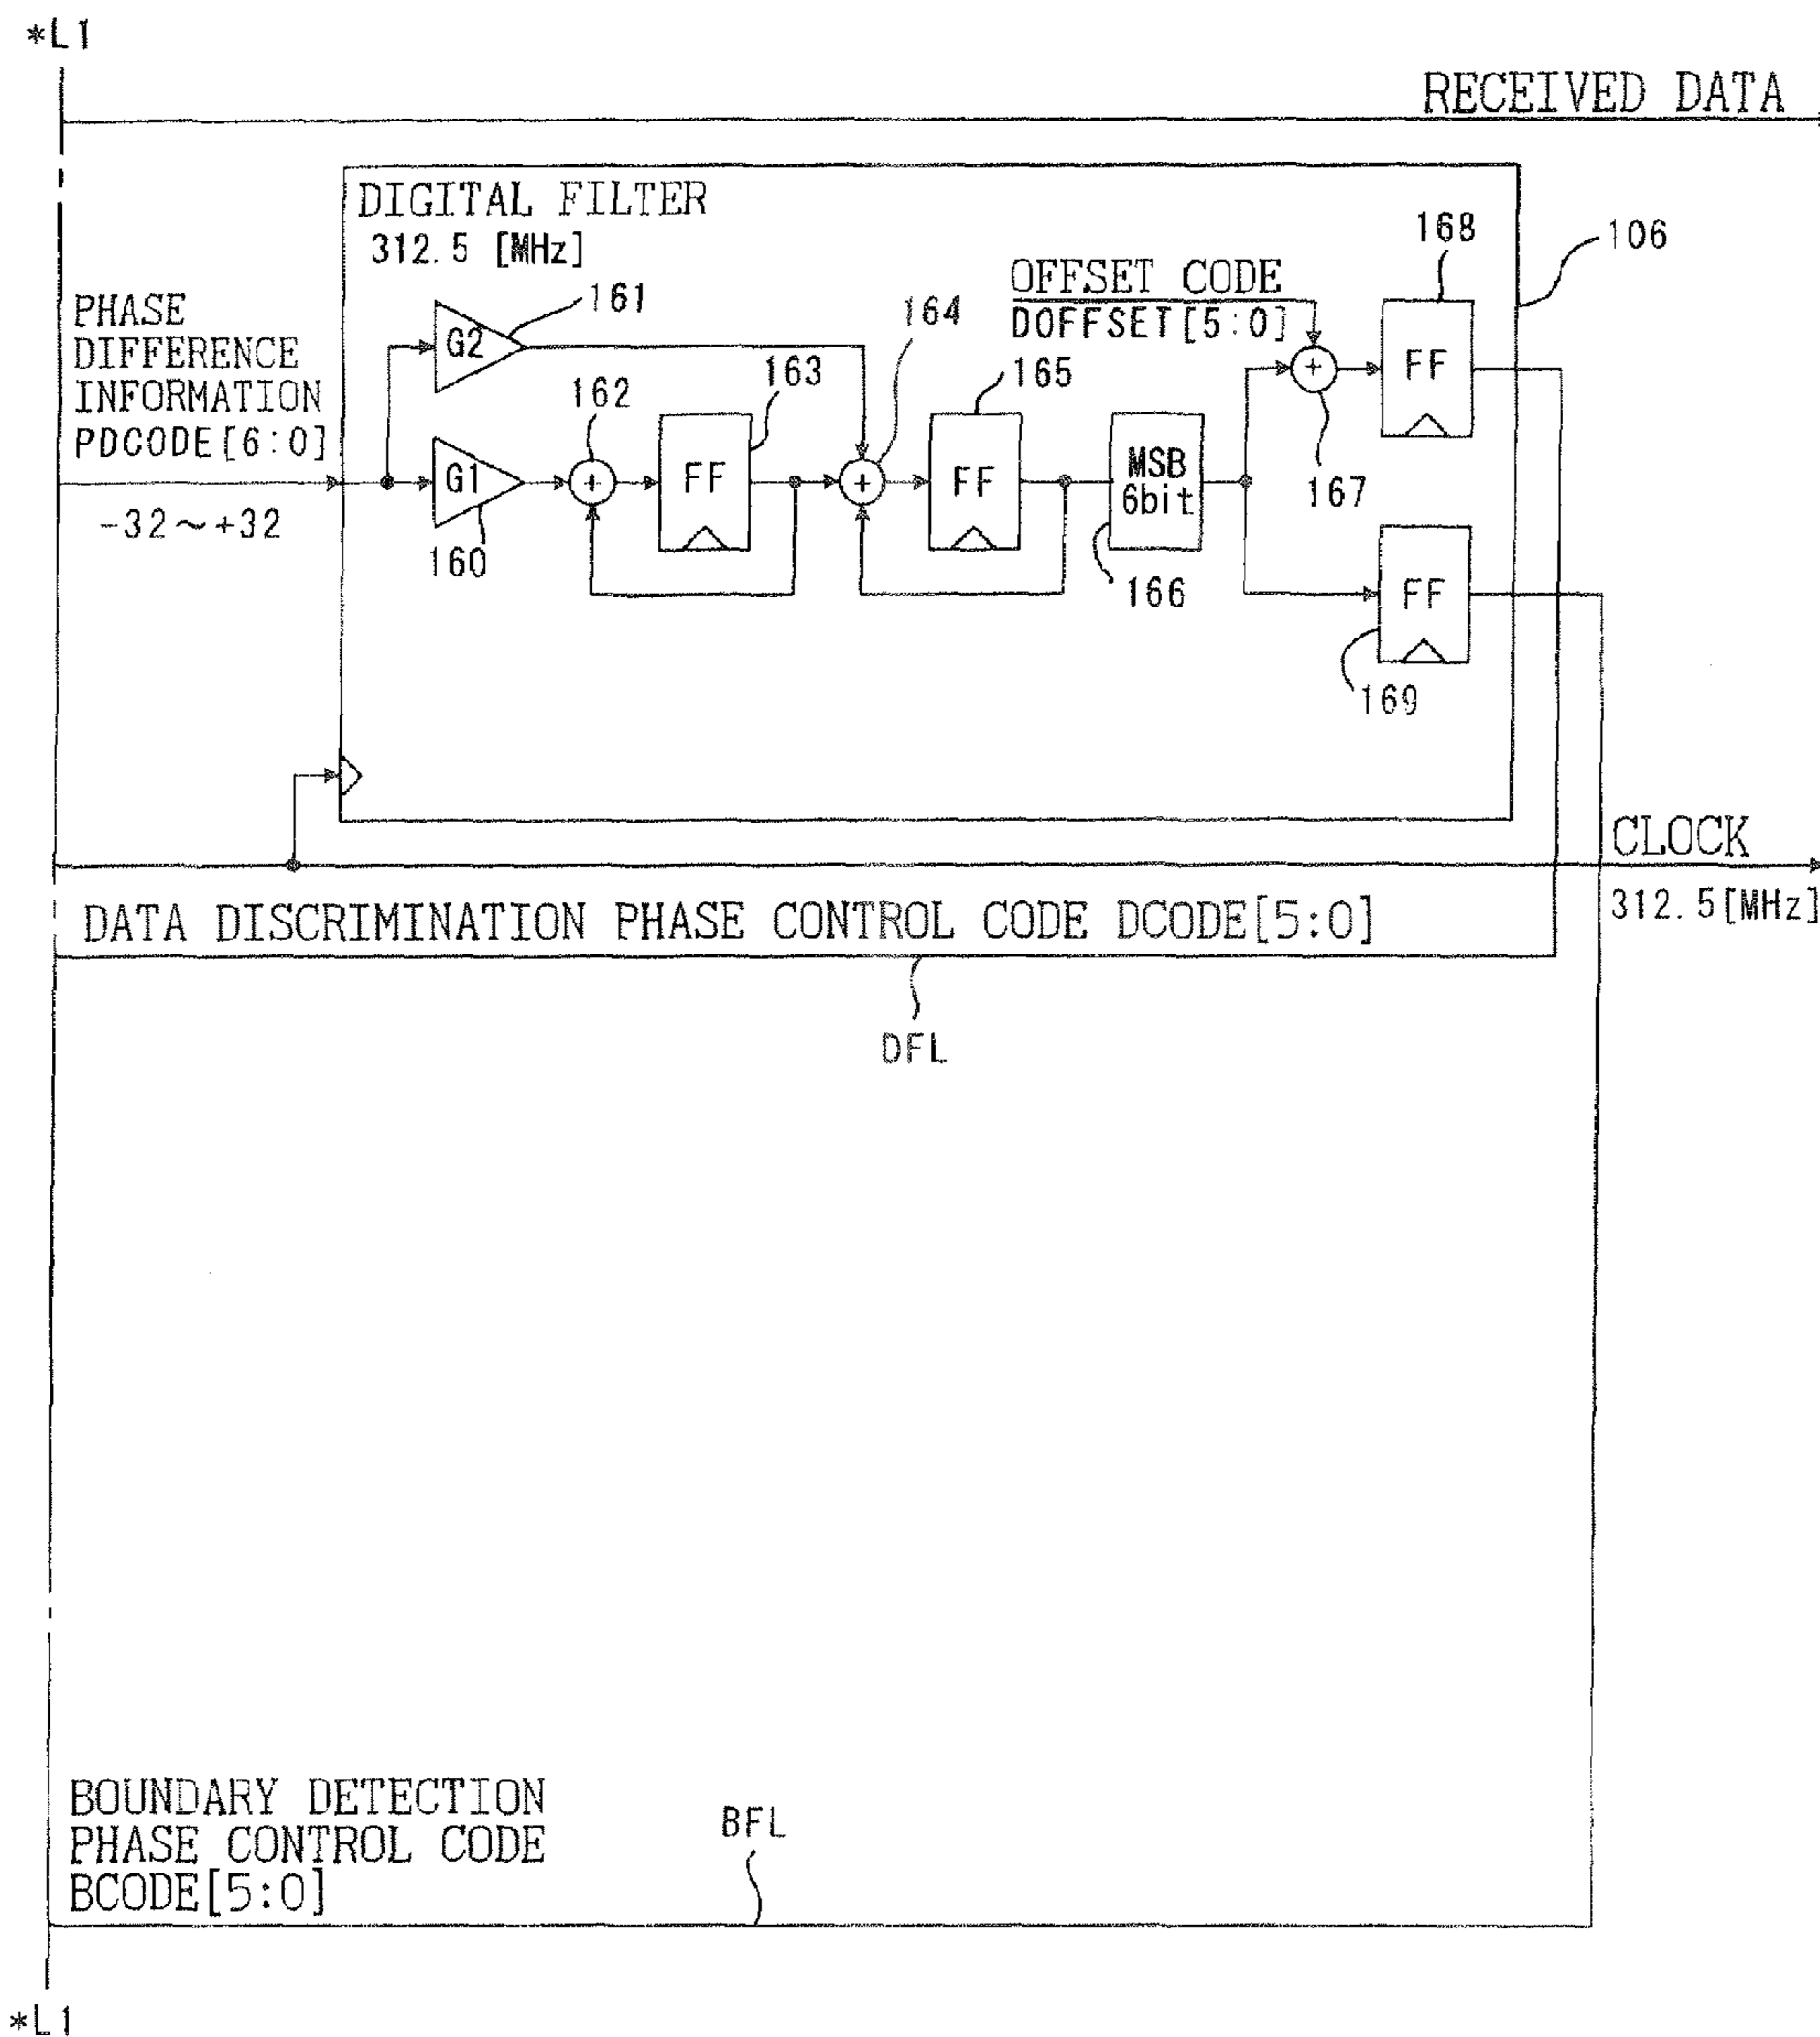 *L1
RECEIVED DATA
DIGITAL FILTER
312.5 [MHz]
168
106
OFFSET CODE
DOFFSET[5:0]
161
164
PHASE
DIFFERENCE
INFORMATION
PDCODE[6:0]
G2
+
FF
162
163
165
167
G1
+
FF
+
FF
MSB
6bit
-32~+32
160
166
FF
169
CLOCK
312.5[MHz]
DATA DISCRIMINATION PHASE CONTROL CODE DCODE[5:0]
DFL
BOUNDARY DETECTION
PHASE CONTROL CODE
BCODE[5:0]
BFL
*L1